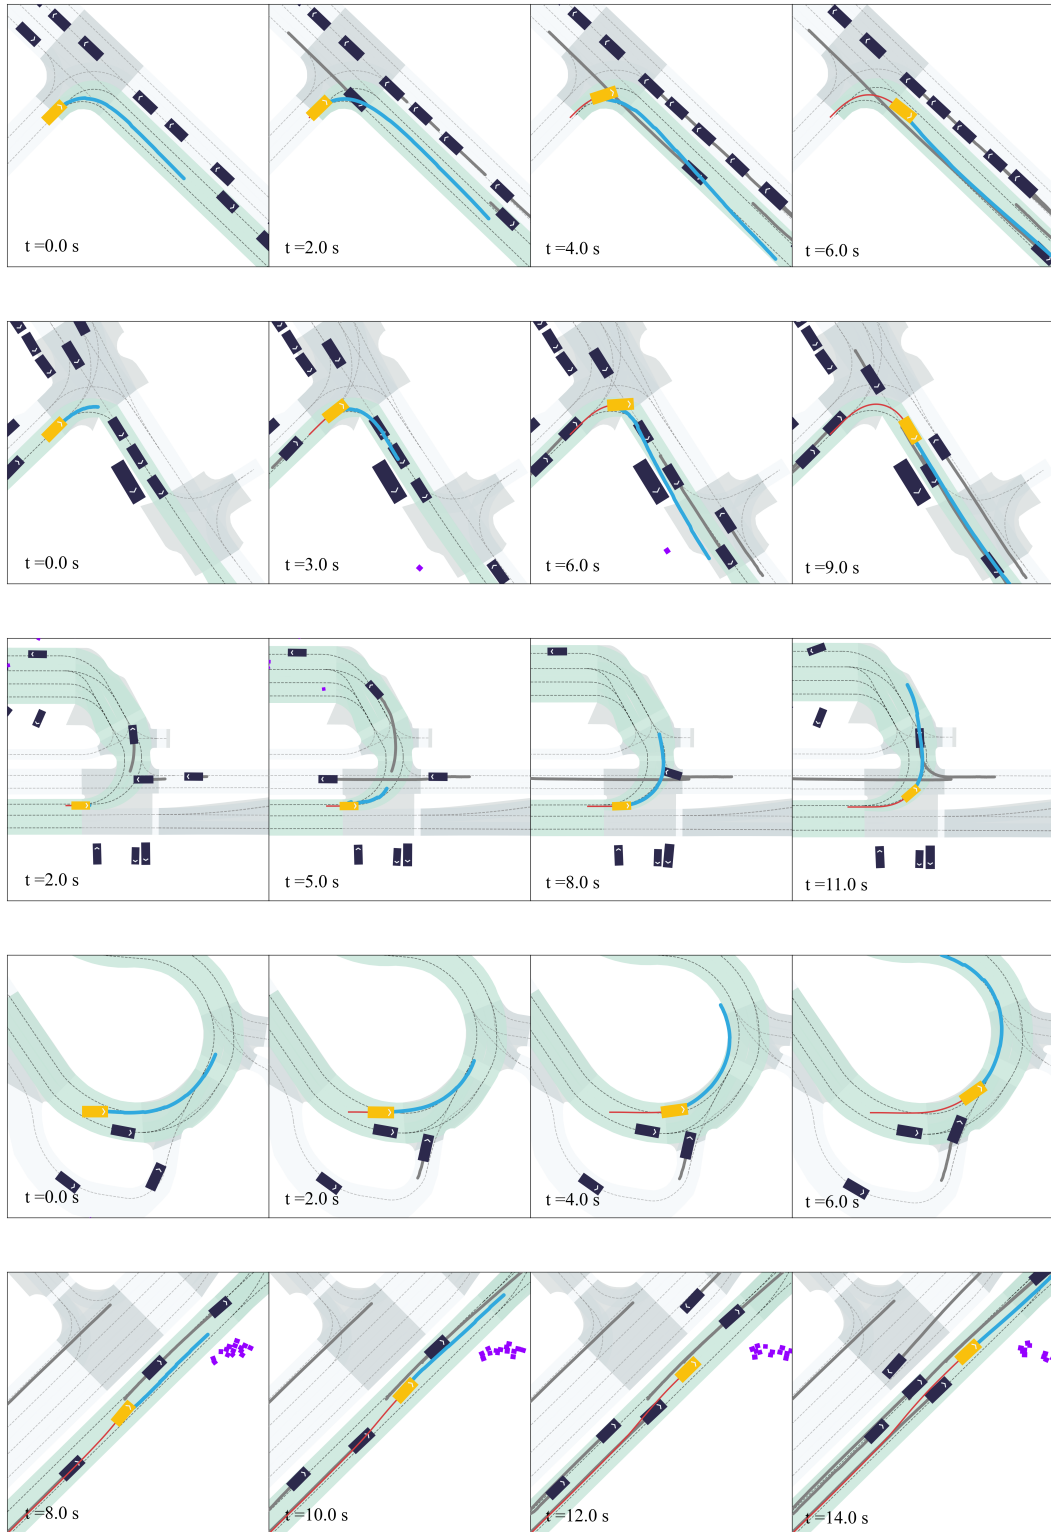 t =0.0 s
t =2.0 s
t =4.0 s
t =6.0 s
t =0.0 s
t =3.0 s
t =6.0 s
t =9.0 s
t =2.0 s
t =5.0 s
t =8.0 s
t =11.0 s
t =0.0 s
t =2.0 s
t =4.0 s
t =6.0 s
t =8.0 s
t =10.0 s
t =12.0 s
t =14.0 s